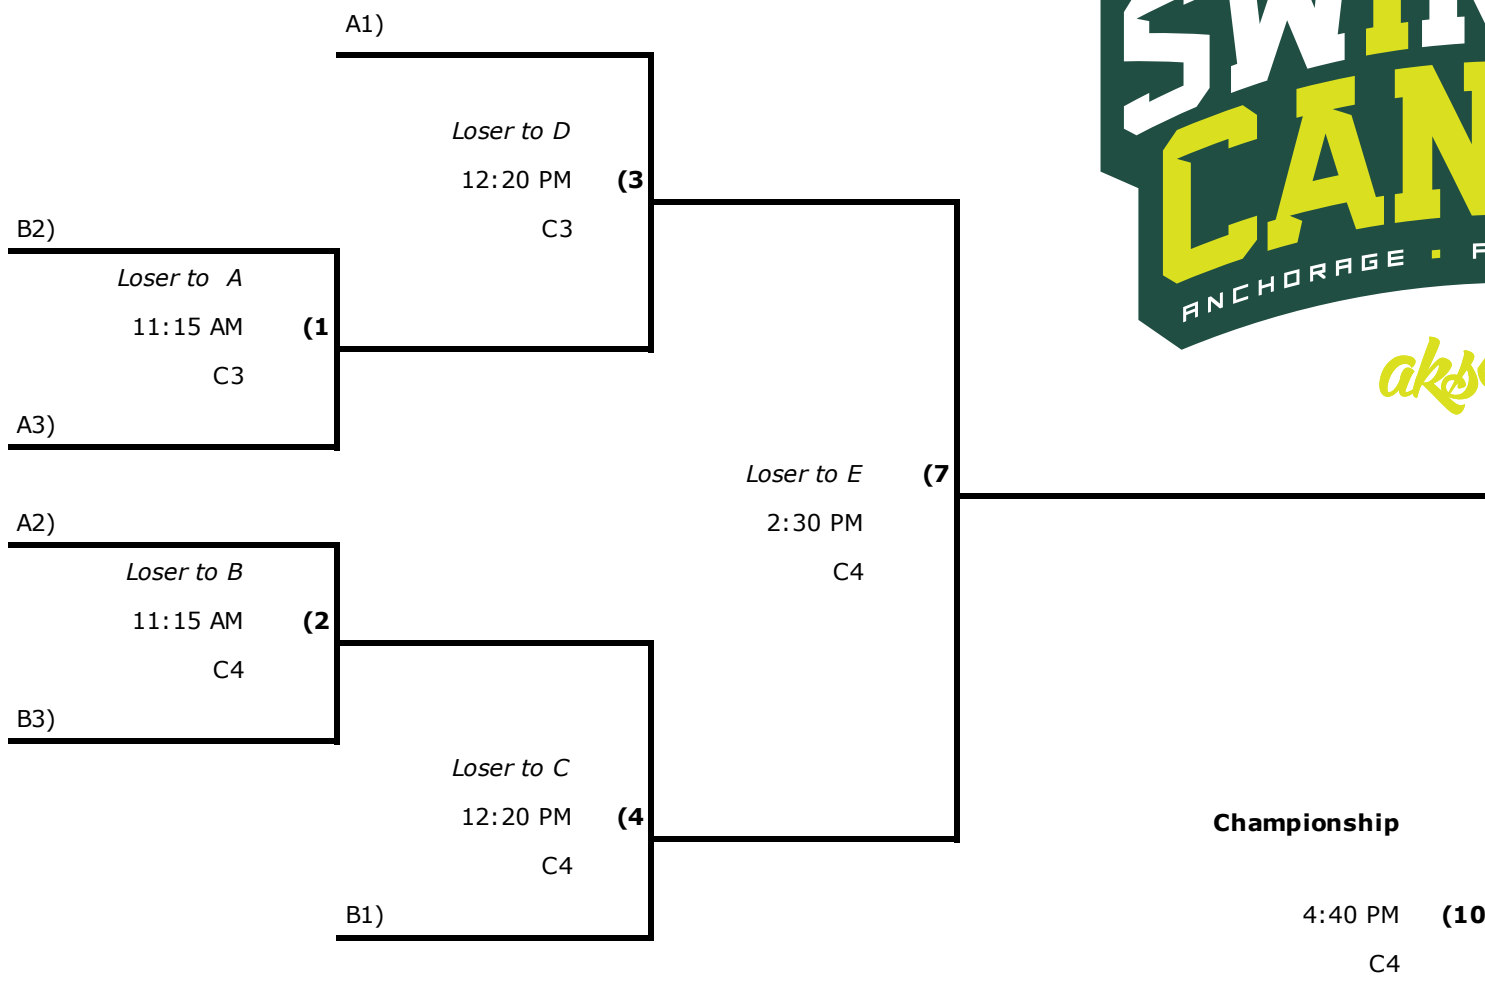 A1)
Loser to D
12:20 PM (3
C3
B2)
Loser to A
11:15 AM (1
C3
A3)
Loser to E (7
2:30 PM
C4
A2)
Loser to B
11:15 AM (2
C4
B3)
Loser to C
12:20 PM (4
C4
B1)
Championship
4:40 PM (10
C4
ANCHORAGE